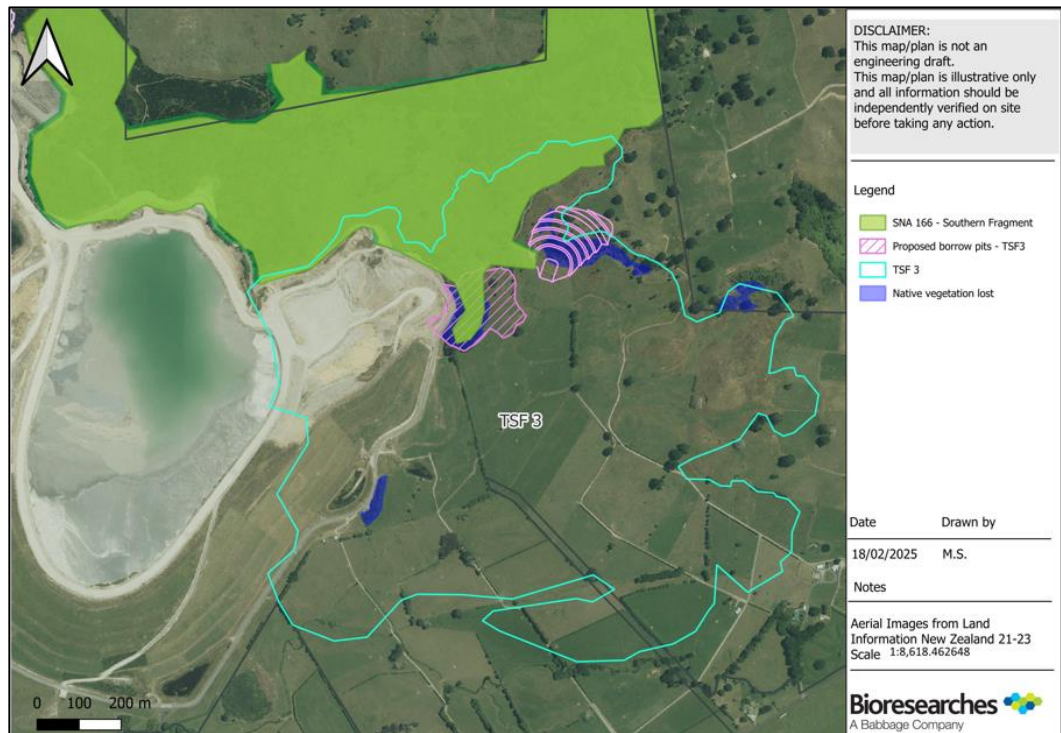 DISCLAIMER:
This map/plan is not an
engineering draft.
This map/plan is illustrative only
and all information should be
independently verified on site
before taking any action.
Legend
SNA 166 - Southern Fragment
Proposed borrow pits - TSF3
TSF 3
Native vegetation lost
TSF 3
Date Drawn by
18/02/2025 M.S.
Notes
Aerial Images from Land
Information New Zealand 21-23
Scale 1:8,618.462648
0 100 200 m
Bioresearches
A Babbage Company